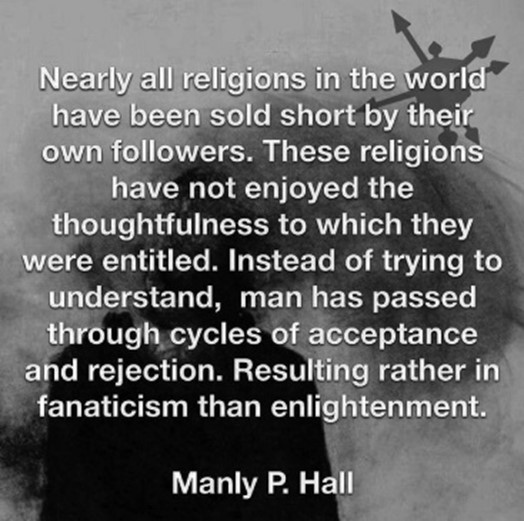 Nearly all religions in the world
have been sold short by their
own followers. These religions
have not enjoyed the
thoughtfulness to which they
were entitled. Instead of trying to
understand,  man has passed
through cycles of acceptance
and rejection. Resulting rather in
fanaticism than enlightenment.
Manly P. Hall